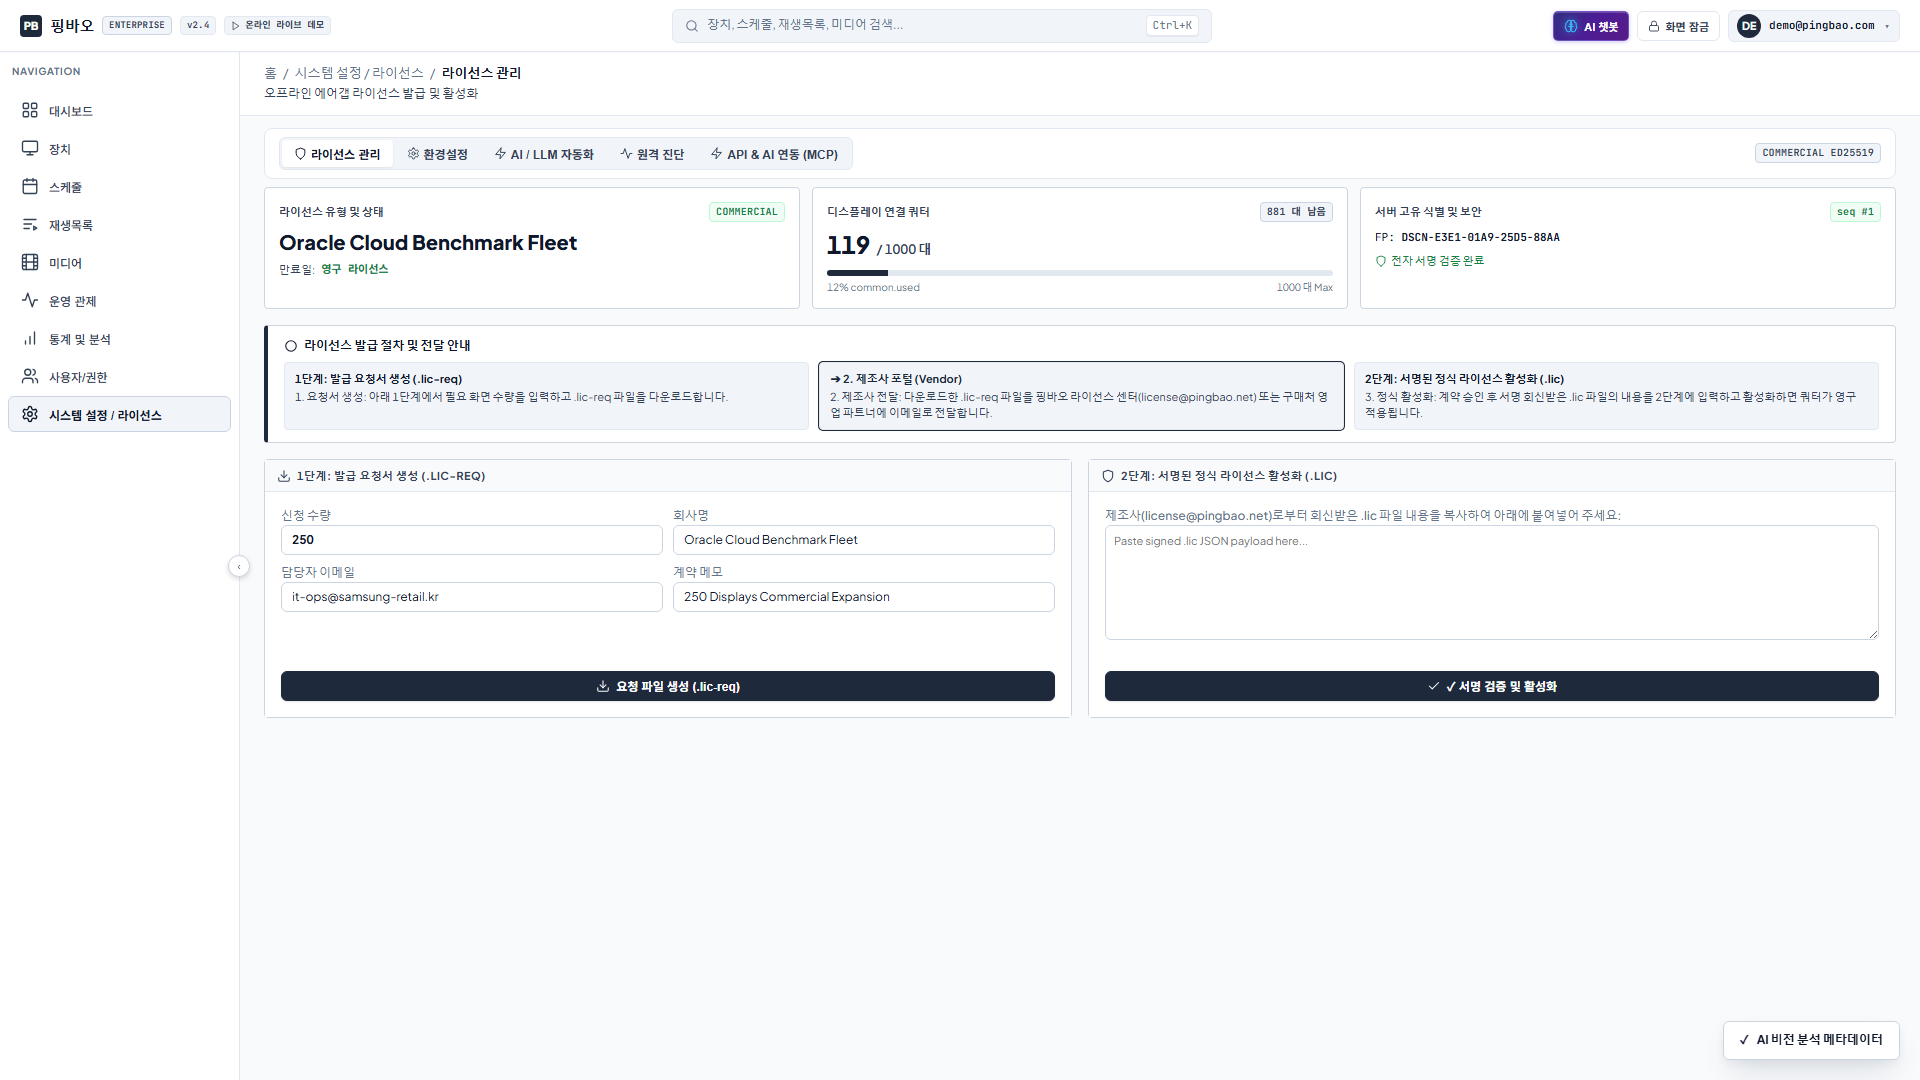 PB 핑바오 ENTERPRISE v2.4 온라인 라이브 데모
장치, 스케줄, 재생목록, 미디어 검색... Ctrl+K
AI 챗봇 화면 잠금 DE demo@pingbao.com
NAVIGATION
대시보드
장치
스케줄
재생목록
미디어
운영 관제
통계 및 분석
사용자/권한
시스템 설정 / 라이선스
홈 / 시스템 설정 / 라이선스 / 라이선스 관리
오프라인 에어갭 라이선스 발급 및 활성화
라이선스 관리 환경설정 AI / LLM 자동화 원격 진단 API & AI 연동 (MCP)
COMMERCIAL ED25519
라이선스 유형 및 상태 COMMERCIAL
Oracle Cloud Benchmark Fleet
만료일: 영구 라이선스
디스플레이 연결 쿼터 881 대 남음
119 / 1000 대
12% common.used 1000 대 Max
서버 고유 식별 및 보안 seq #1
FP: DSCN-E3E1-01A9-25D5-88AA
전자 서명 검증 완료
라이선스 발급 절차 및 전달 안내
1단계: 발급 요청서 생성 (.lic-req)
1. 요청서 생성: 아래 1단계에서 필요 화면 수량을 입력하고 .lic-req 파일을 다운로드합니다.
➔ 2. 제조사 포털 (Vendor)
2. 제조사 전달: 다운로드한 .lic-req 파일을 핑바오 라이선스 센터(license@pingbao.net) 또는 구매처 영
업 파트너에 이메일로 전달합니다.
2단계: 서명된 정식 라이선스 활성화 (.lic)
3. 정식 활성화: 계약 승인 후 서명 회신받은 .lic 파일의 내용을 2단계에 입력하고 활성화하면 쿼터가 영구
적용됩니다.
1단계: 발급 요청서 생성 (.LIC-REQ)
신청 수량
250
회사명
Oracle Cloud Benchmark Fleet
담당자 이메일
it-ops@samsung-retail.kr
계약 메모
250 Displays Commercial Expansion
요청 파일 생성 (.lic-req)
2단계: 서명된 정식 라이선스 활성화 (.LIC)
제조사(license@pingbao.net)로부터 회신받은 .lic 파일 내용을 복사하여 아래에 붙여넣어 주세요:
Paste signed .lic JSON payload here...
✓ 서명 검증 및 활성화
✓ AI 비전 분석 메타데이터